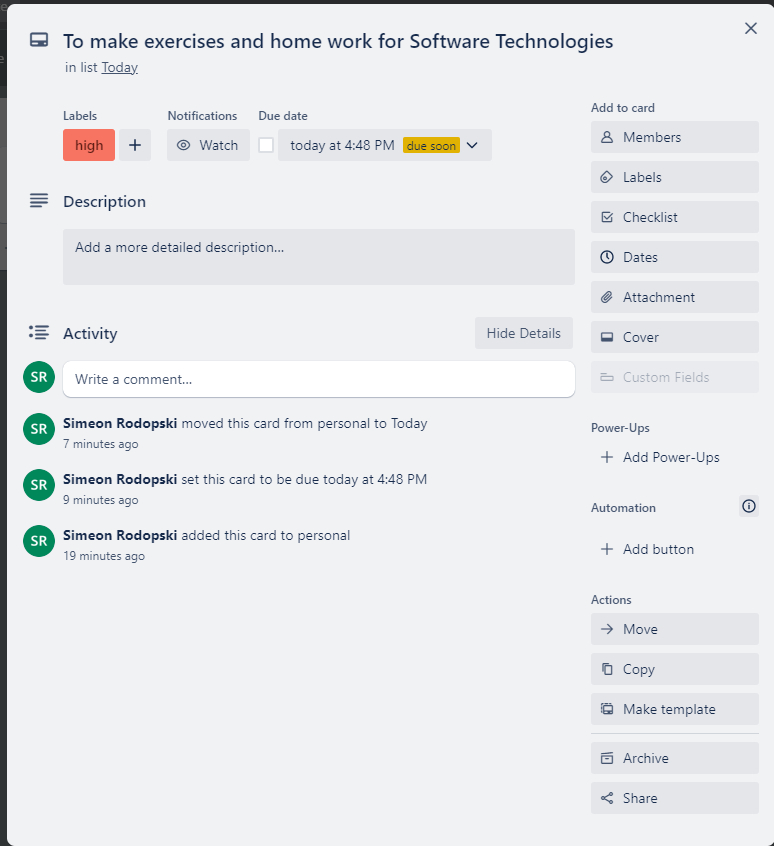 To make exercises and home work for Software Technologies
in list Today
Labels
Notifications
Due date
high
Watch
today at 4:48 PM due soon
Description
Add a more detailed description...
Activity
Hide Details
SR
Write a comment...
SR
Simeon Rodopski moved this card from personal to Today
7 minutes ago
SR
Simeon Rodopski set this card to be due today at 4:48 PM
9 minutes ago
SR
Simeon Rodopski added this card to personal
19 minutes ago
Add to card
Members
Labels
Checklist
Dates
Attachment
Cover
Custom Fields
Power-Ups
Add Power-Ups
Automation
Add button
Actions
Move
Copy
Make template
Archive
Share